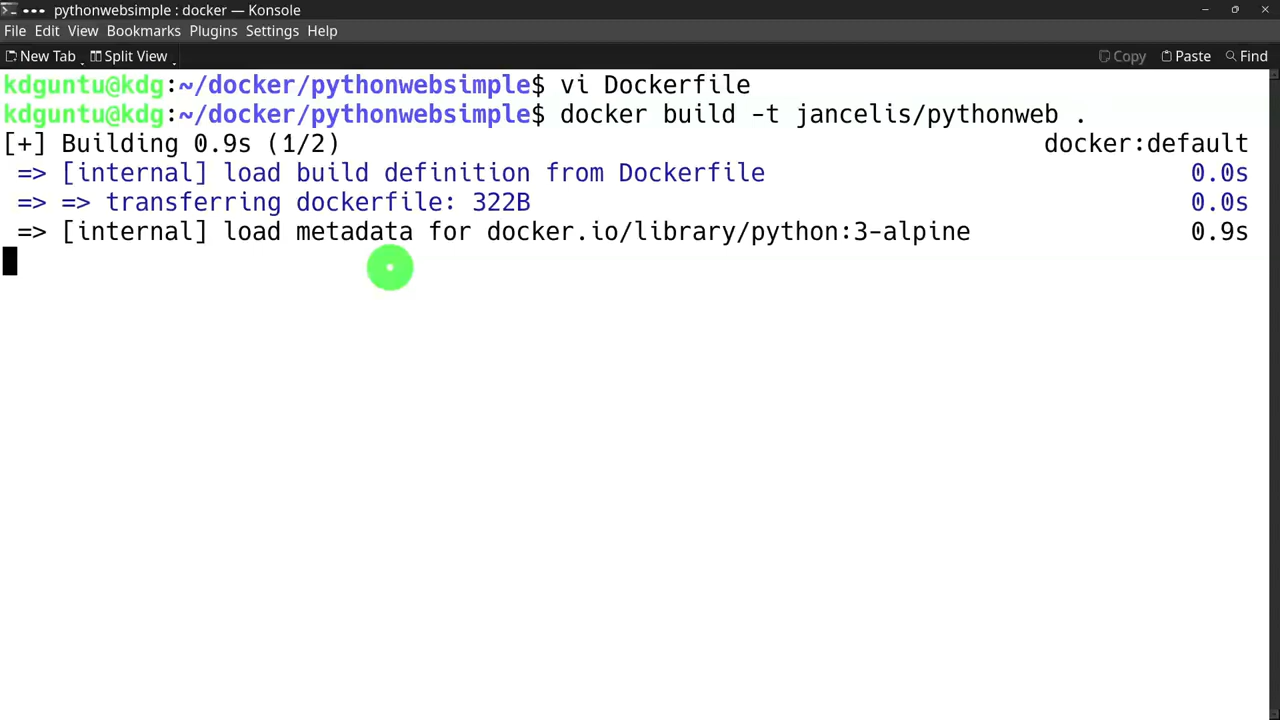 pythonwebsimple : docker — Konsole
File Edit View Bookmarks Plugins Settings Help
New Tab Split View Copy Paste Find
kdguntu@kdg:~/docker/pythonwebsimple$ vi Dockerfile
kdguntu@kdg:~/docker/pythonwebsimple$ docker build -t jancelis/pythonweb .
[+] Building 0.9s (1/2) docker:default
=> [internal] load build definition from Dockerfile 0.0s
=> => transferring dockerfile: 322B 0.0s
=> [internal] load metadata for docker.io/library/python:3-alpine 0.9s